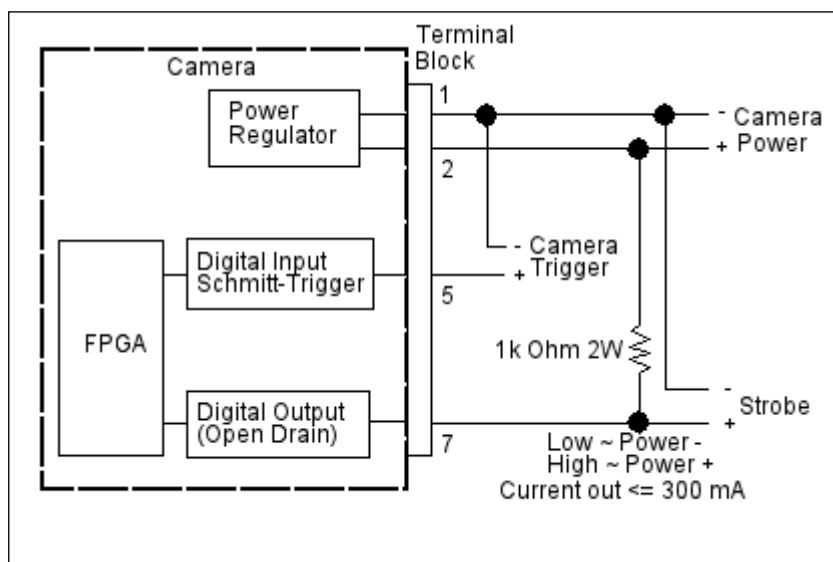 Terminal
Block
Camera
1
Power
Regulator
- Camera
+ Power
2
- Camera
+ Trigger
Digital Input
Schmitt-Trigger
5
FPGA
1k Ohm 2W
Digital Output
(Open Drain)
- Strobe
+
7
Low ~ Power -
High ~ Power +
Current out <= 300 mA